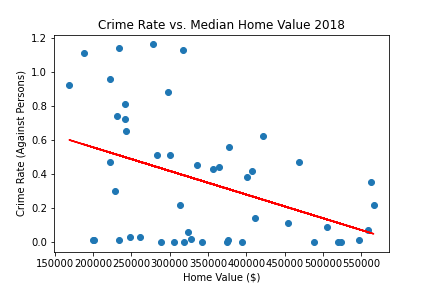 Crime Rate vs. Median Home Value 2018
Crime Rate (Against Persons)
1.2
1.0
0.8
0.6
0.4
0.2
0.0
150000 200000 250000 300000 350000 400000 450000 500000 550000
Home Value ($)